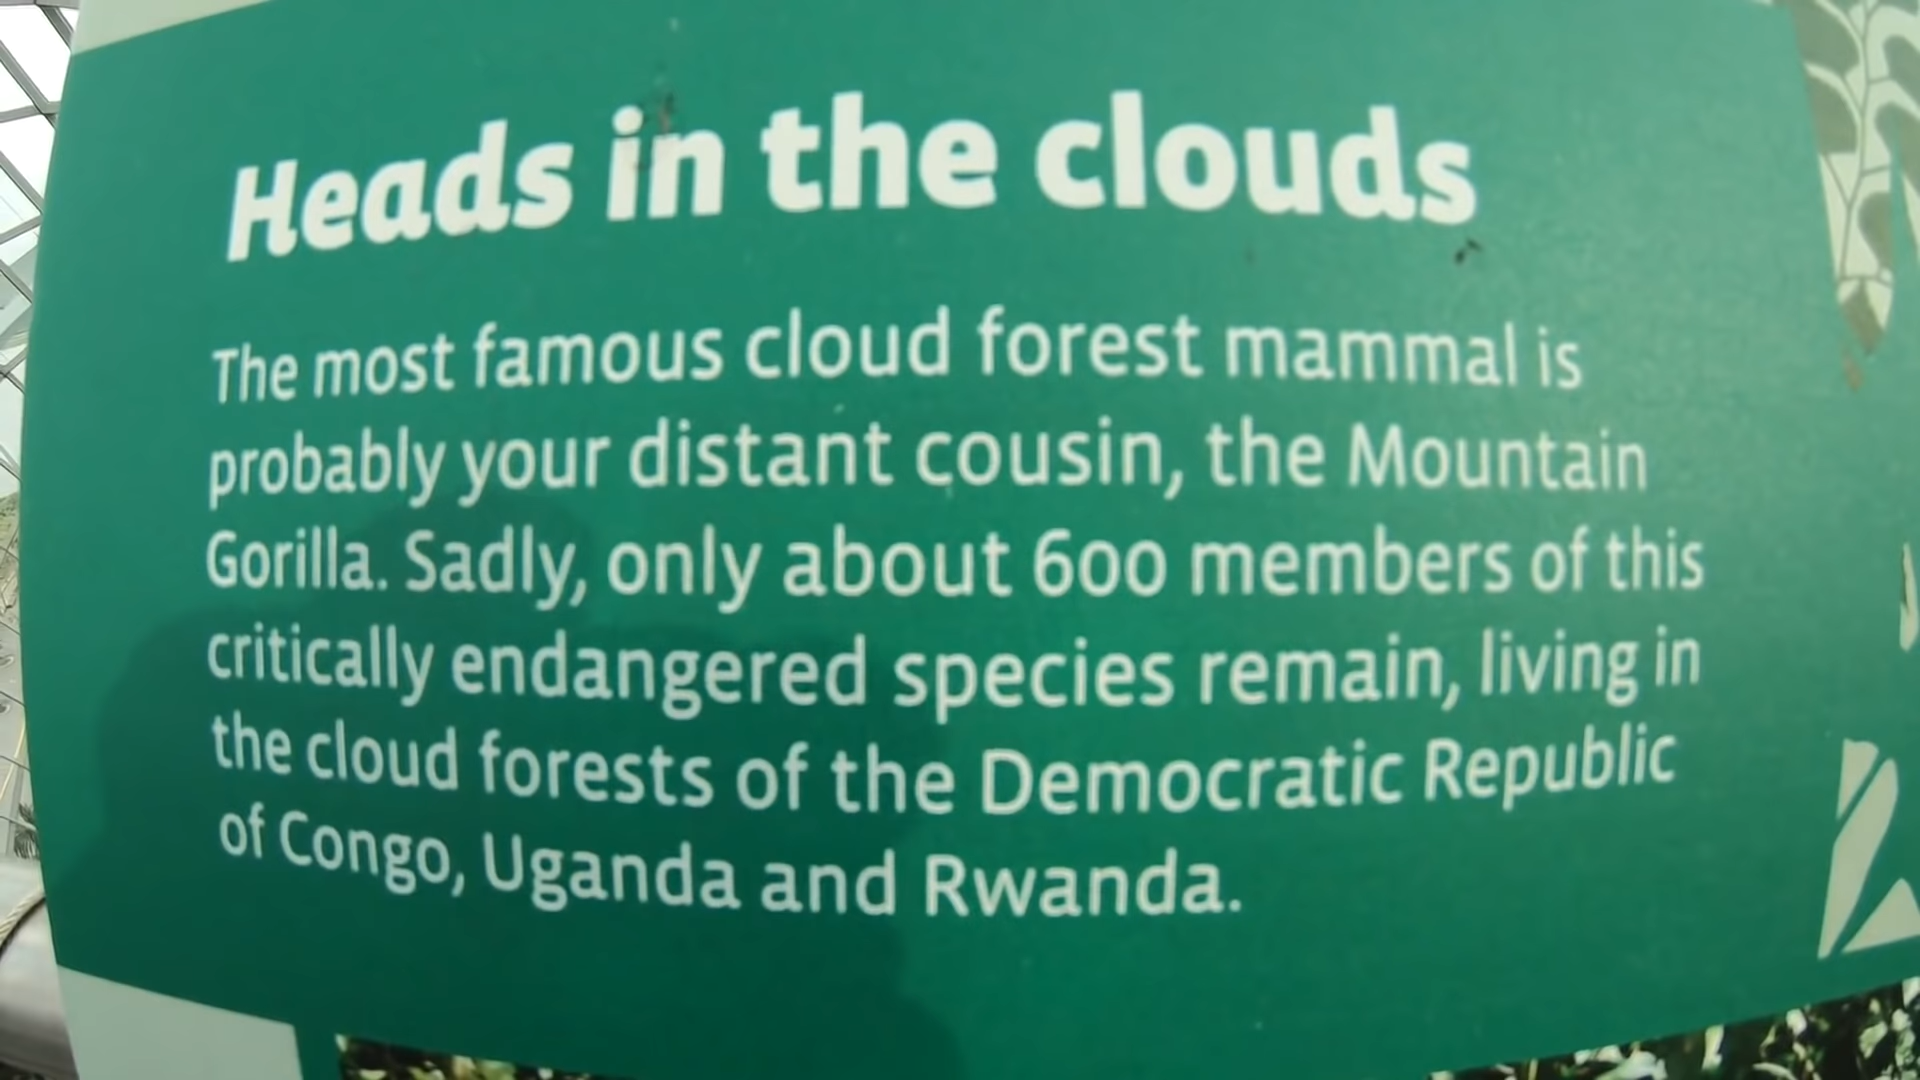 Heads in the clouds
The most famous cloud forest mammal is
probably your distant cousin, the Mountain
Gorilla. Sadly, only about 600 members of this
critically endangered species remain, living in
the cloud forests of the Democratic Republic
of Congo, Uganda and Rwanda.